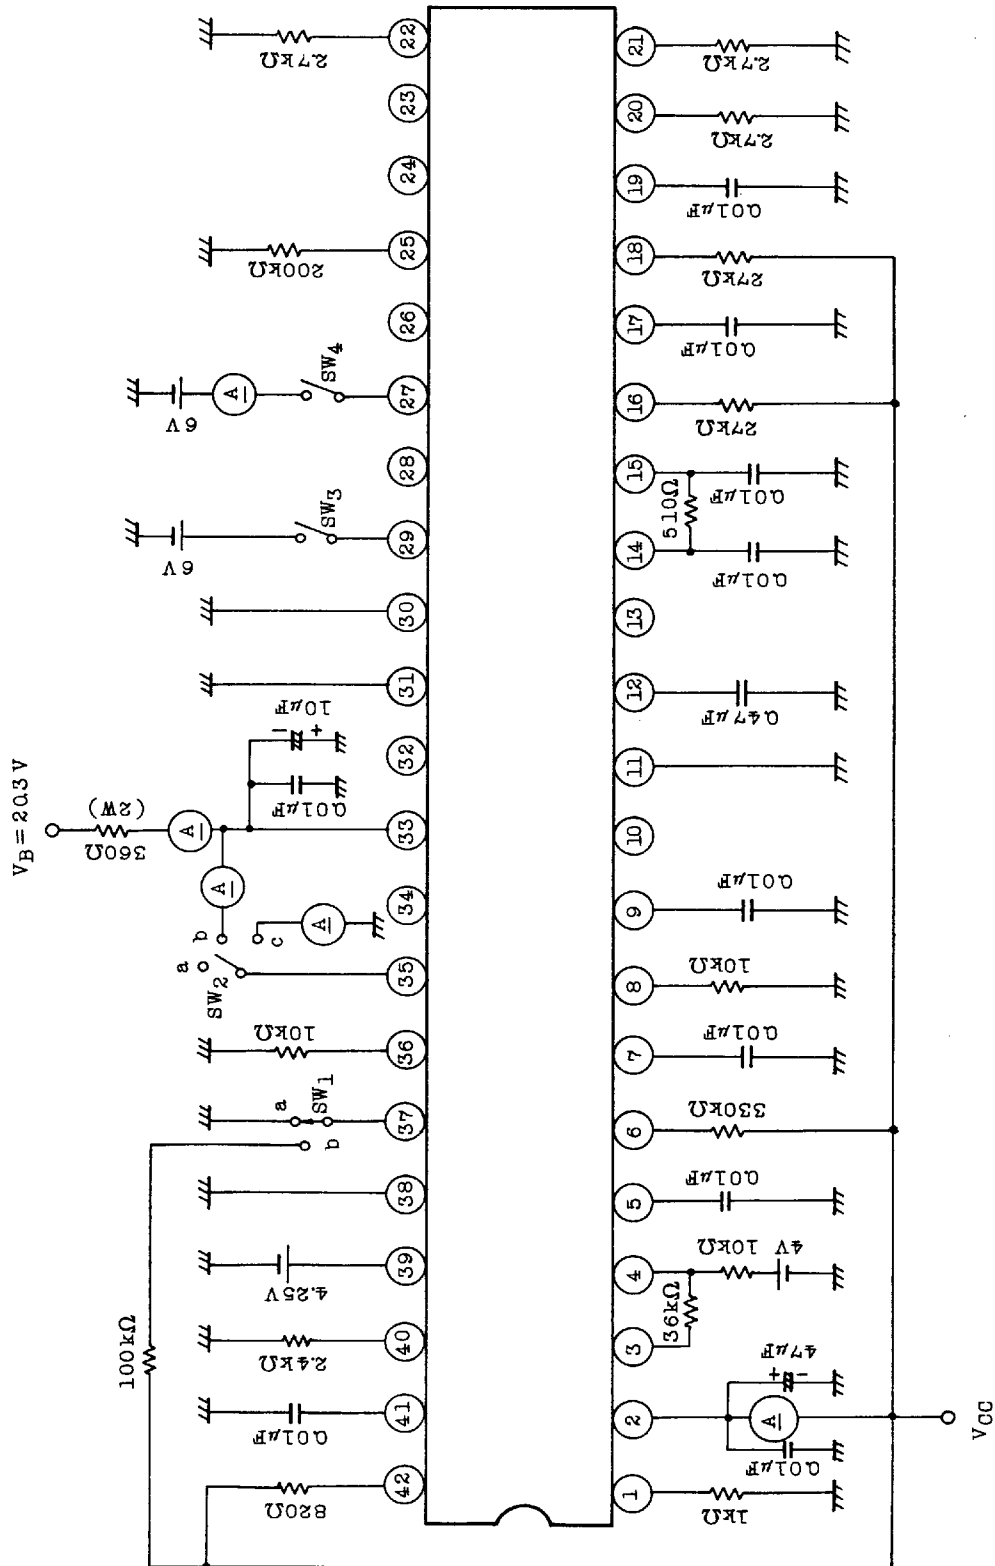 22
2.7kΩ
23
24
25
200kΩ
26
27
SW4
A
6V
28
29
SW3
6V
30
31
10μF
-
+
32
0.01μF
33
VB=20.3V
360Ω
(2W)
A
A
34
A
35
a
b
c
SW2
36
10kΩ
37
a
b
SW1
38
39
4.25V
40
2.4kΩ
41
0.01μF
42
820Ω
100kΩ
21
2.7kΩ
20
2.7kΩ
19
0.01μF
18
27kΩ
17
0.01μF
16
27kΩ
15
0.01μF
510Ω
14
0.01μF
13
12
0.47μF
11
10
9
0.01μF
8
10kΩ
7
0.01μF
6
330kΩ
5
0.01μF
4
10kΩ
4V
36kΩ
3
2
47μF
+
-
A
0.01μF
1
1kΩ
VCC